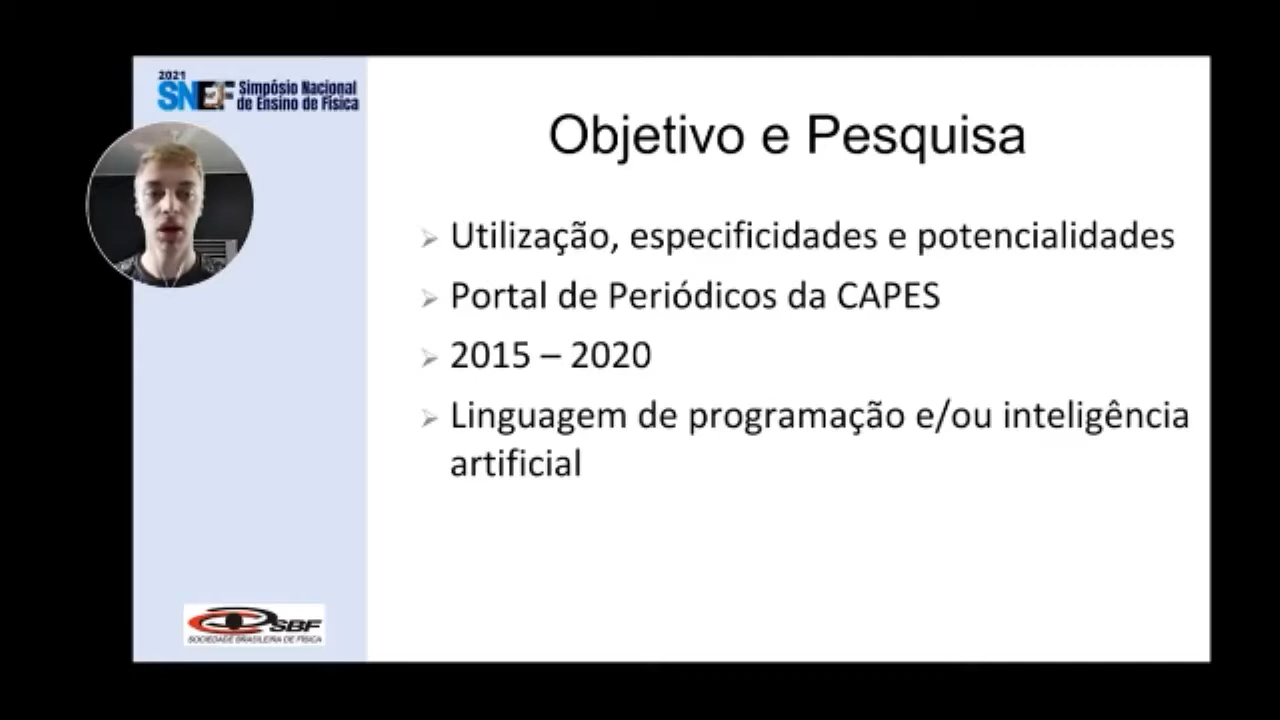 2021
SNEF Simpósio Nacional
de Ensino de Física
Objetivo e Pesquisa
Utilização, especificidades e potencialidades
Portal de Periódicos da CAPES
2015 – 2020
Linguagem de programação e/ou inteligência
artificial
SBF
SOCIEDADE BRASILEIRA DE FÍSICA